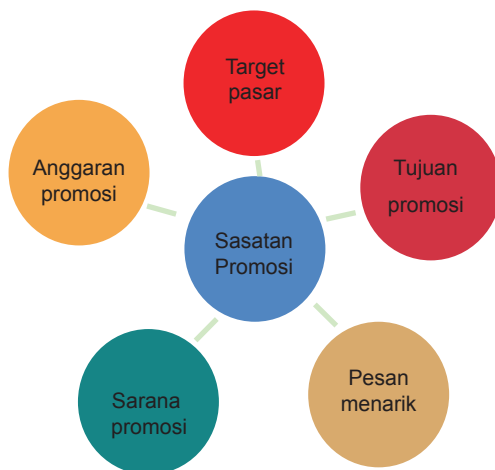 Target
pasar
Anggaran
promosi
Tujuan
promosi
Sasatan
Promosi
Sarana
promosi
Pesan
menarik